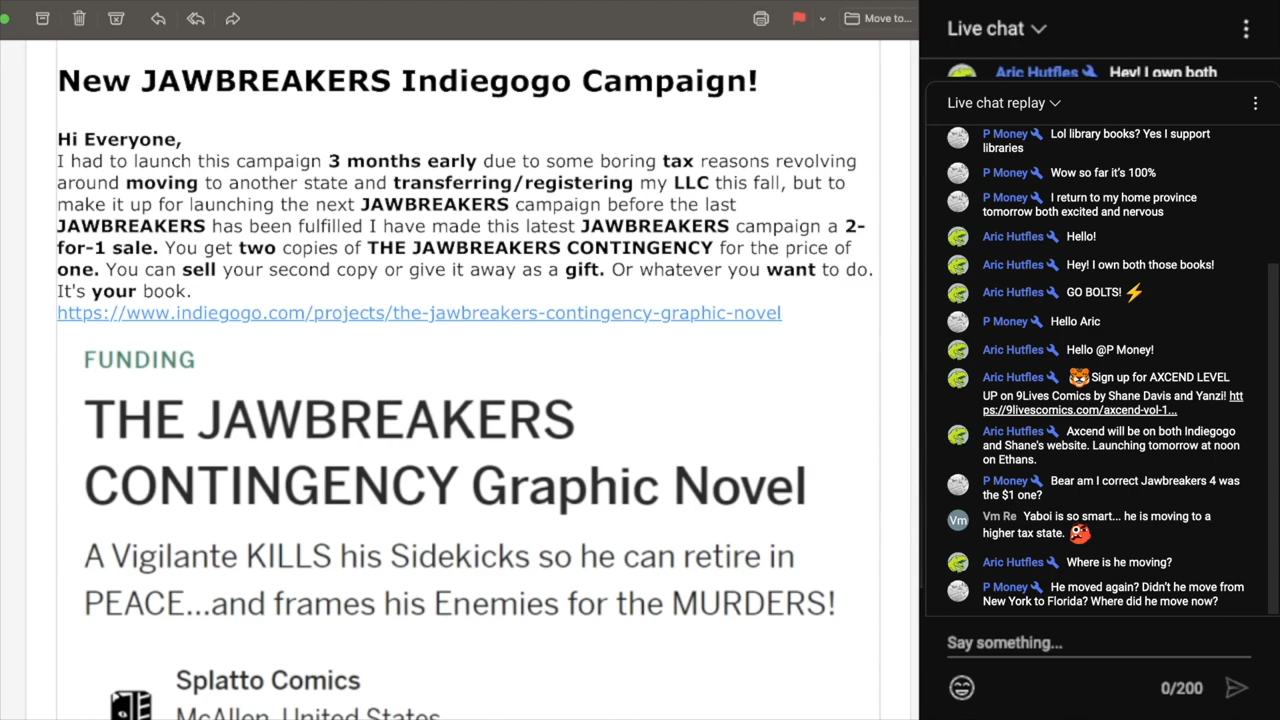 Move to...
New JAWBREAKERS Indiegogo Campaign!
Hi Everyone,
I had to launch this campaign 3 months early due to some boring tax reasons revolving
around moving to another state and transferring/registering my LLC this fall, but to
make it up for launching the next JAWBREAKERS campaign before the last
JAWBREAKERS has been fulfilled I have made this latest JAWBREAKERS campaign a 2-
for-1 sale. You get two copies of THE JAWBREAKERS CONTINGENCY for the price of
one. You can sell your second copy or give it away as a gift. Or whatever you want to do.
It's your book.
https://www.indiegogo.com/projects/the-jawbreakers-contingency-graphic-novel
FUNDING
THE JAWBREAKERS
CONTINGENCY Graphic Novel
A Vigilante KILLS his Sidekicks so he can retire in
PEACE...and frames his Enemies for the MURDERS!
Splatto Comics
McAllen, United States
Live chat
Aric Hutfles Hey! I own both
Live chat replay
P Money Lol library books? Yes I support
libraries
P Money Wow so far it's 100%
P Money I return to my home province
tomorrow both excited and nervous
Aric Hutfles Hello!
Aric Hutfles Hey! I own both those books!
Aric Hutfles GO BOLTS!
P Money Hello Aric
Aric Hutfles Hello @P Money!
Aric Hutfles Sign up for AXCEND LEVEL
UP on 9Lives Comics by Shane Davis and Yanzi! htt
ps://9livescomics.com/axcend-vol-1...
Aric Hutfles Axcend will be on both Indiegogo
and Shane's website. Launching tomorrow at noon
on Ethans.
P Money Bear am I correct Jawbreakers 4 was
the $1 one?
Vm Vm Re Yaboi is so smart... he is moving to a
higher tax state.
Aric Hutfles Where is he moving?
P Money He moved again? Didn't he move from
New York to Florida? Where did he move now?
Say something...
0/200